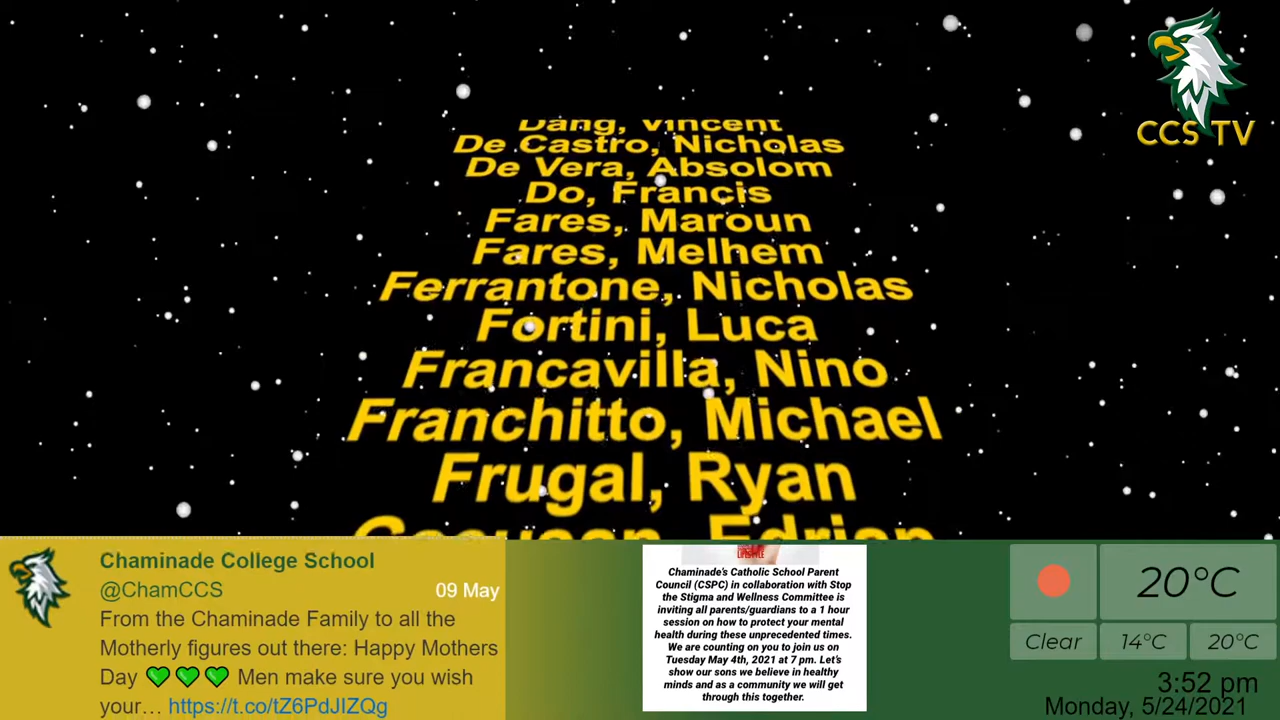 CCS TV
Dang, Vincent
De Castro, Nicholas
De Vera, Absolom
Do, Francis
Fares, Maroun
Fares, Melhem
Ferrantone, Nicholas
Fortini, Luca
Francavilla, Nino
Franchitto, Michael
Frugal, Ryan
Edrian
Chaminade College School
@ChamCCS
09 May
From the Chaminade Family to all the
Motherly figures out there: Happy Mothers
Day 💚💚💚 Men make sure you wish
your… https://t.co/tZ6PdJIZQg
LIFESTYLE
Chaminade's Catholic School Parent
Council (CSPC) in collaboration with Stop
the Stigma and Wellness Committee is
inviting all parents/guardians to a 1 hour
session on how to protect your mental
health during these unprecedented times.
We are counting on you to join us on
Tuesday May 4th, 2021 at 7 pm. Let's
show our sons we believe in healthy
minds and as a community we will get
through this together.
20°C
Clear
14°C
20°C
3:52 pm
Monday, 5/24/2021